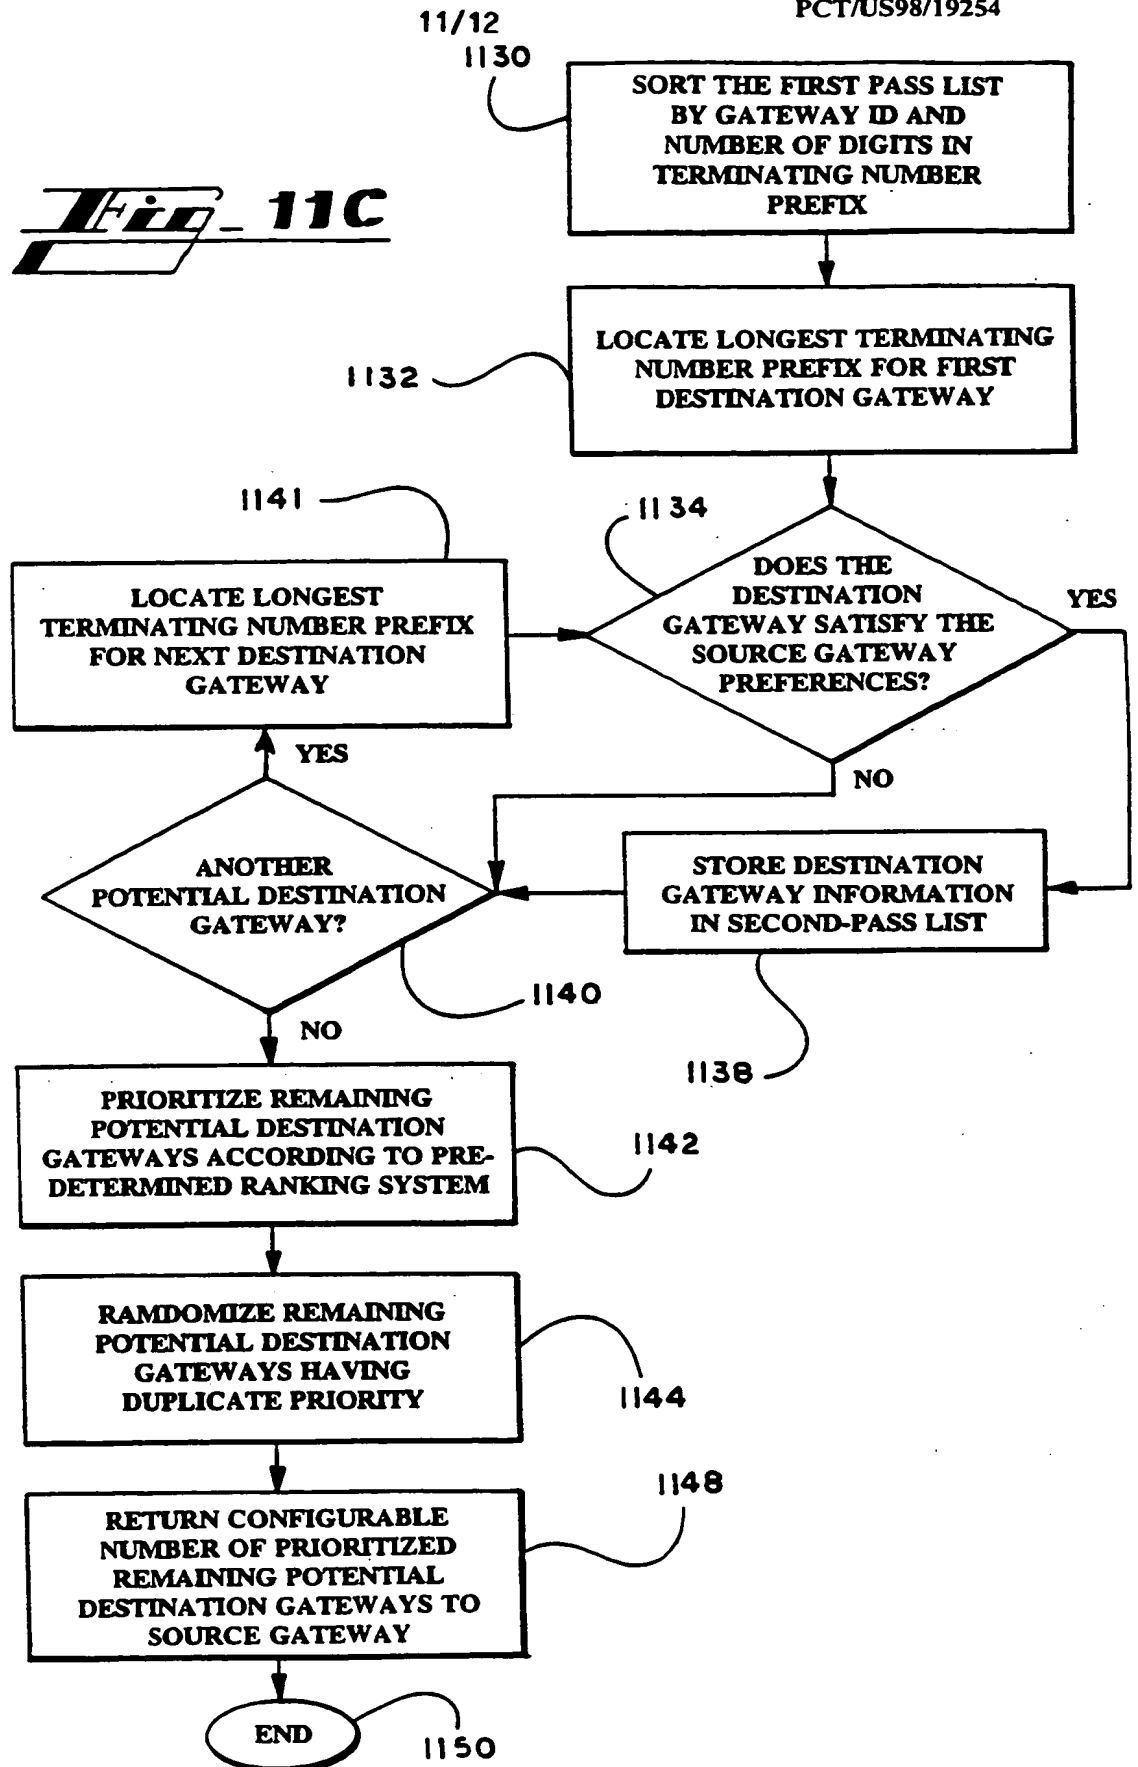 11/12
PCT/US98/19254
1130
SORT THE FIRST PASS LIST
BY GATEWAY ID AND
NUMBER OF DIGITS IN
TERMINATING NUMBER
PREFIX
Fig_ 11C
LOCATE LONGEST TERMINATING
NUMBER PREFIX FOR FIRST
DESTINATION GATEWAY
1132
1141
1134
DOES THE
DESTINATION
GATEWAY SATISFY THE
SOURCE GATEWAY
PREFERENCES?
YES
LOCATE LONGEST
TERMINATING NUMBER PREFIX
FOR NEXT DESTINATION
GATEWAY
YES
NO
ANOTHER
POTENTIAL DESTINATION
GATEWAY?
STORE DESTINATION
GATEWAY INFORMATION
IN SECOND-PASS LIST
1140
NO
1138
PRIORITIZE REMAINING
POTENTIAL DESTINATION
GATEWAYS ACCORDING TO PRE-
DETERMINED RANKING SYSTEM
1142
RAMDOMIZE REMAINING
POTENTIAL DESTINATION
GATEWAYS HAVING
DUPLICATE PRIORITY
1144
1148
RETURN CONFIGURABLE
NUMBER OF PRIORITIZED
REMAINING POTENTIAL
DESTINATION GATEWAYS TO
SOURCE GATEWAY
END
1150